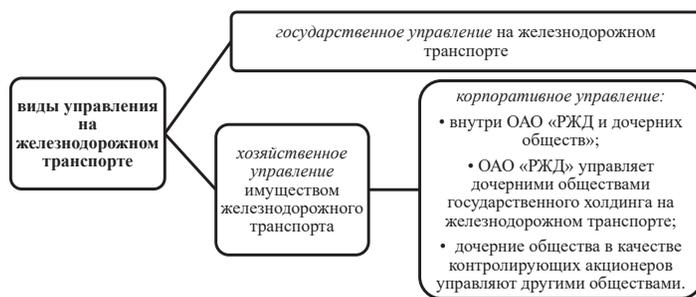 государственное управление на железнодорожном
транспорте
виды управления
на
железнодорожном
транспорте
хозяйственное
управление
имуществом
железнодорожного
транспорта
корпоративное управление:
• внутри ОАО «РЖД и дочерних
обществ»;
• ОАО «РЖД» управляет
дочерними обществами
государственного холдинга на
железнодорожном транспорте;
• дочерние общества в качестве
контролирующих акционеров
управляют другими обществами.